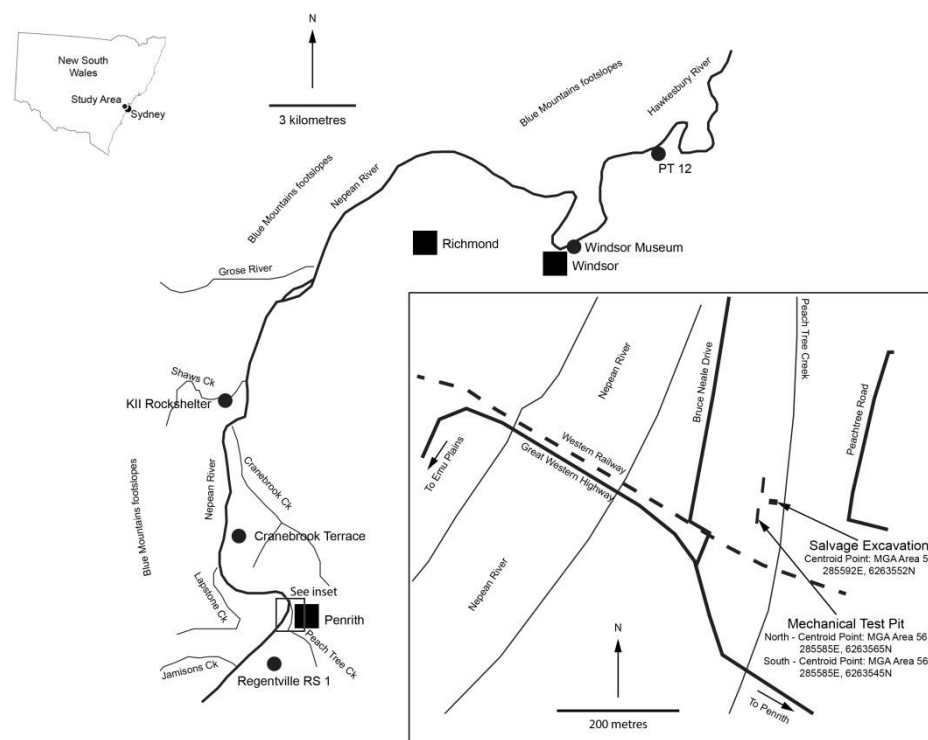 New South
Wales
Study Area
Sydney
N
3 kilometres
Blue Mountains footslopes
Hawkesbury River
PT 12
Blue Mountains footslopes
Nepean River
Richmond
Windsor Museum
Windsor
Grose River
Shaws Ck
KII Rockshelter
Nepean River
Cranebrook Ck
Blue Mountains footslopes
Cranebrook Terrace
Lapstone Ck
See inset
Penrith
Peach Tree Ck
Jamisons Ck
Regentville RS 1
Nepean River
Bruce Neale Drive
Peach Tree Creek
Peachtree Road
Western Railway
Great Western Highway
To Emu Plains
Nepean River
Salvage Excavation
Centroid Point: MGA Area 5
285592E, 6263552N
Mechanical Test Pit
North - Centroid Point: MGA Area 56
285585E, 6263565N
South - Centroid Point: MGA Area 56
285585E, 6263545N
N
200 metres
To Penrith